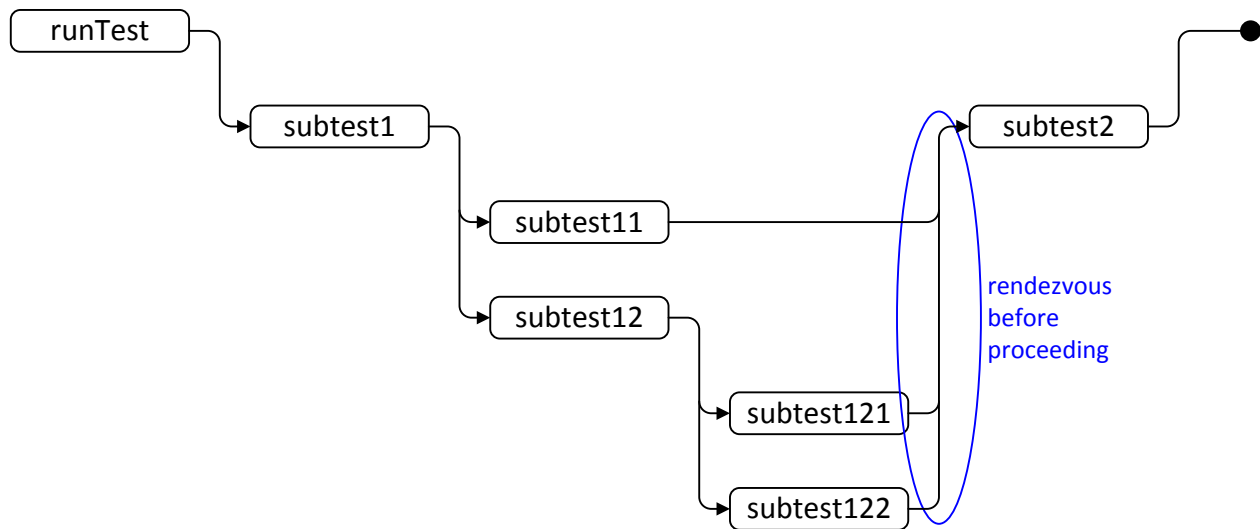 runTest
subtest1
subtest2
subtest11
rendezvous
before
proceeding
subtest12
subtest121
subtest122